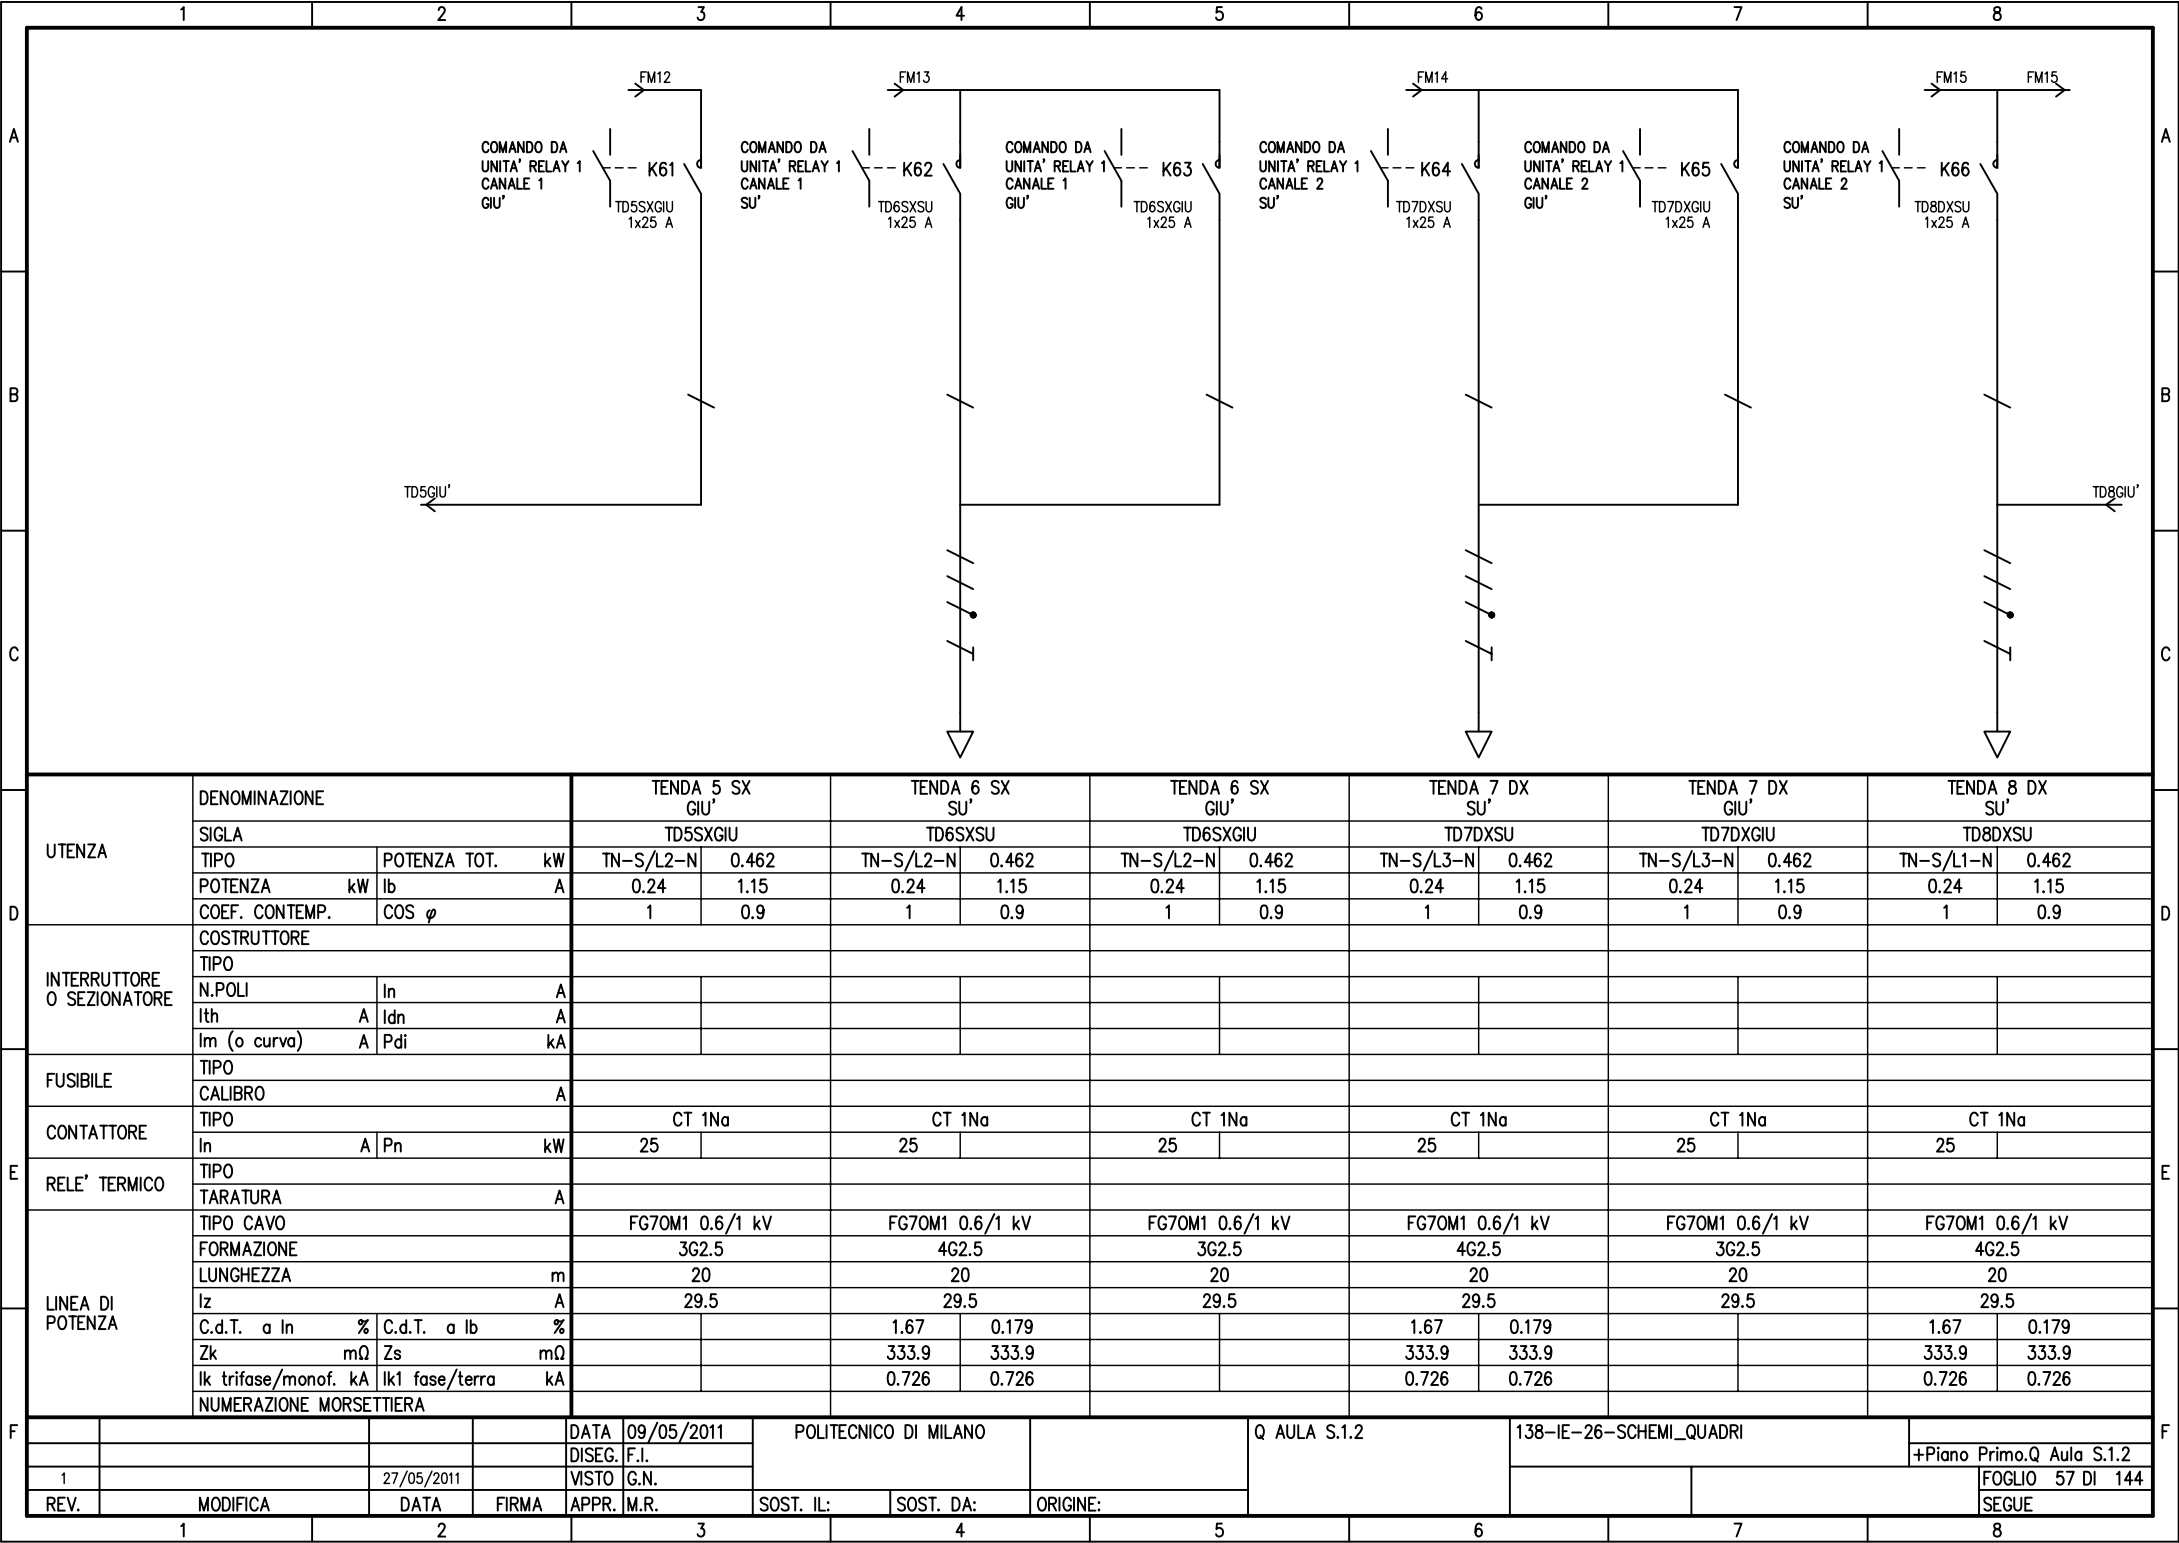 1 2 3 4 5 6 7 8
FM12 FM13 FM14 FM15 FM15
A A
COMANDO DA
UNITA' RELAY 1
CANALE 1
GIU'
K61
TD5SXGIU
1x25 A
COMANDO DA
UNITA' RELAY 1
CANALE 1
SU'
K62
TD6SXSU
1x25 A
COMANDO DA
UNITA' RELAY 1
CANALE 1
GIU'
K63
TD6SXGIU
1x25 A
COMANDO DA
UNITA' RELAY 1
CANALE 2
SU'
K64
TD7DXSU
1x25 A
COMANDO DA
UNITA' RELAY 1
CANALE 2
GIU'
K65
TD7DXGIU
1x25 A
COMANDO DA
UNITA' RELAY 1
CANALE 2
SU'
K66
TD8DXSU
1x25 A
B B
TD5GIU' TD8GIU'
C C
UTENZA
DENOMINAZIONE TENDA 5 SX TENDA 6 SX TENDA 6 SX TENDA 7 DX TENDA 7 DX TENDA 8 DX
GIU' SU' GIU' SU' GIU' SU'
SIGLA TD5SXGIU TD6SXSU TD6SXGIU TD7DXSU TD7DXGIU TD8DXSU
TIPO POTENZA TOT. kW TN-S/L2-N 0.462 TN-S/L2-N 0.462 TN-S/L2-N 0.462 TN-S/L3-N 0.462 TN-S/L3-N 0.462 TN-S/L1-N 0.462
POTENZA kW Ib A 0.24 1.15 0.24 1.15 0.24 1.15 0.24 1.15 0.24 1.15 0.24 1.15
D COEF. CONTEMP. COS φ 1 0.9 1 0.9 1 0.9 1 0.9 1 0.9 1 0.9 D
INTERRUTTORE
O SEZIONATORE
COSTRUTTORE
TIPO
N.POLI In A
Ith A Idn A
Im (o curva) A Pdi kA
FUSIBILE
TIPO
CALIBRO A
CONTATTORE
TIPO CT 1Na CT 1Na CT 1Na CT 1Na CT 1Na CT 1Na
In A Pn kW 25 25 25 25 25 25
E E
RELE' TERMICO
TIPO
TARATURA A
LINEA DI
POTENZA
TIPO CAVO FG7OM1 0.6/1 kV FG7OM1 0.6/1 kV FG7OM1 0.6/1 kV FG7OM1 0.6/1 kV FG7OM1 0.6/1 kV FG7OM1 0.6/1 kV
FORMAZIONE 3G2.5 4G2.5 3G2.5 4G2.5 3G2.5 4G2.5
LUNGHEZZA m 20 20 20 20 20 20
Iz A 29.5 29.5 29.5 29.5 29.5 29.5
C.d.T. a In % C.d.T. a Ib % 1.67 0.179 1.67 0.179 1.67 0.179
Zk mΩ Zs mΩ 333.9 333.9 333.9 333.9 333.9 333.9
Ik trifase/monof. kA Ik1 fase/terra kA 0.726 0.726 0.726 0.726 0.726 0.726
NUMERAZIONE MORSETTIERA
F F
DATA 09/05/2011 POLITECNICO DI MILANO Q AULA S.1.2 138-IE-26-SCHEMI_QUADRI
DISEG. F.I. +Piano Primo.Q Aula S.1.2
1 27/05/2011 VISTO G.N. FOGLIO 57 DI 144
REV. MODIFICA DATA FIRMA APPR. M.R. SOST. IL: SOST. DA: ORIGINE: SEGUE
1 2 3 4 5 6 7 8